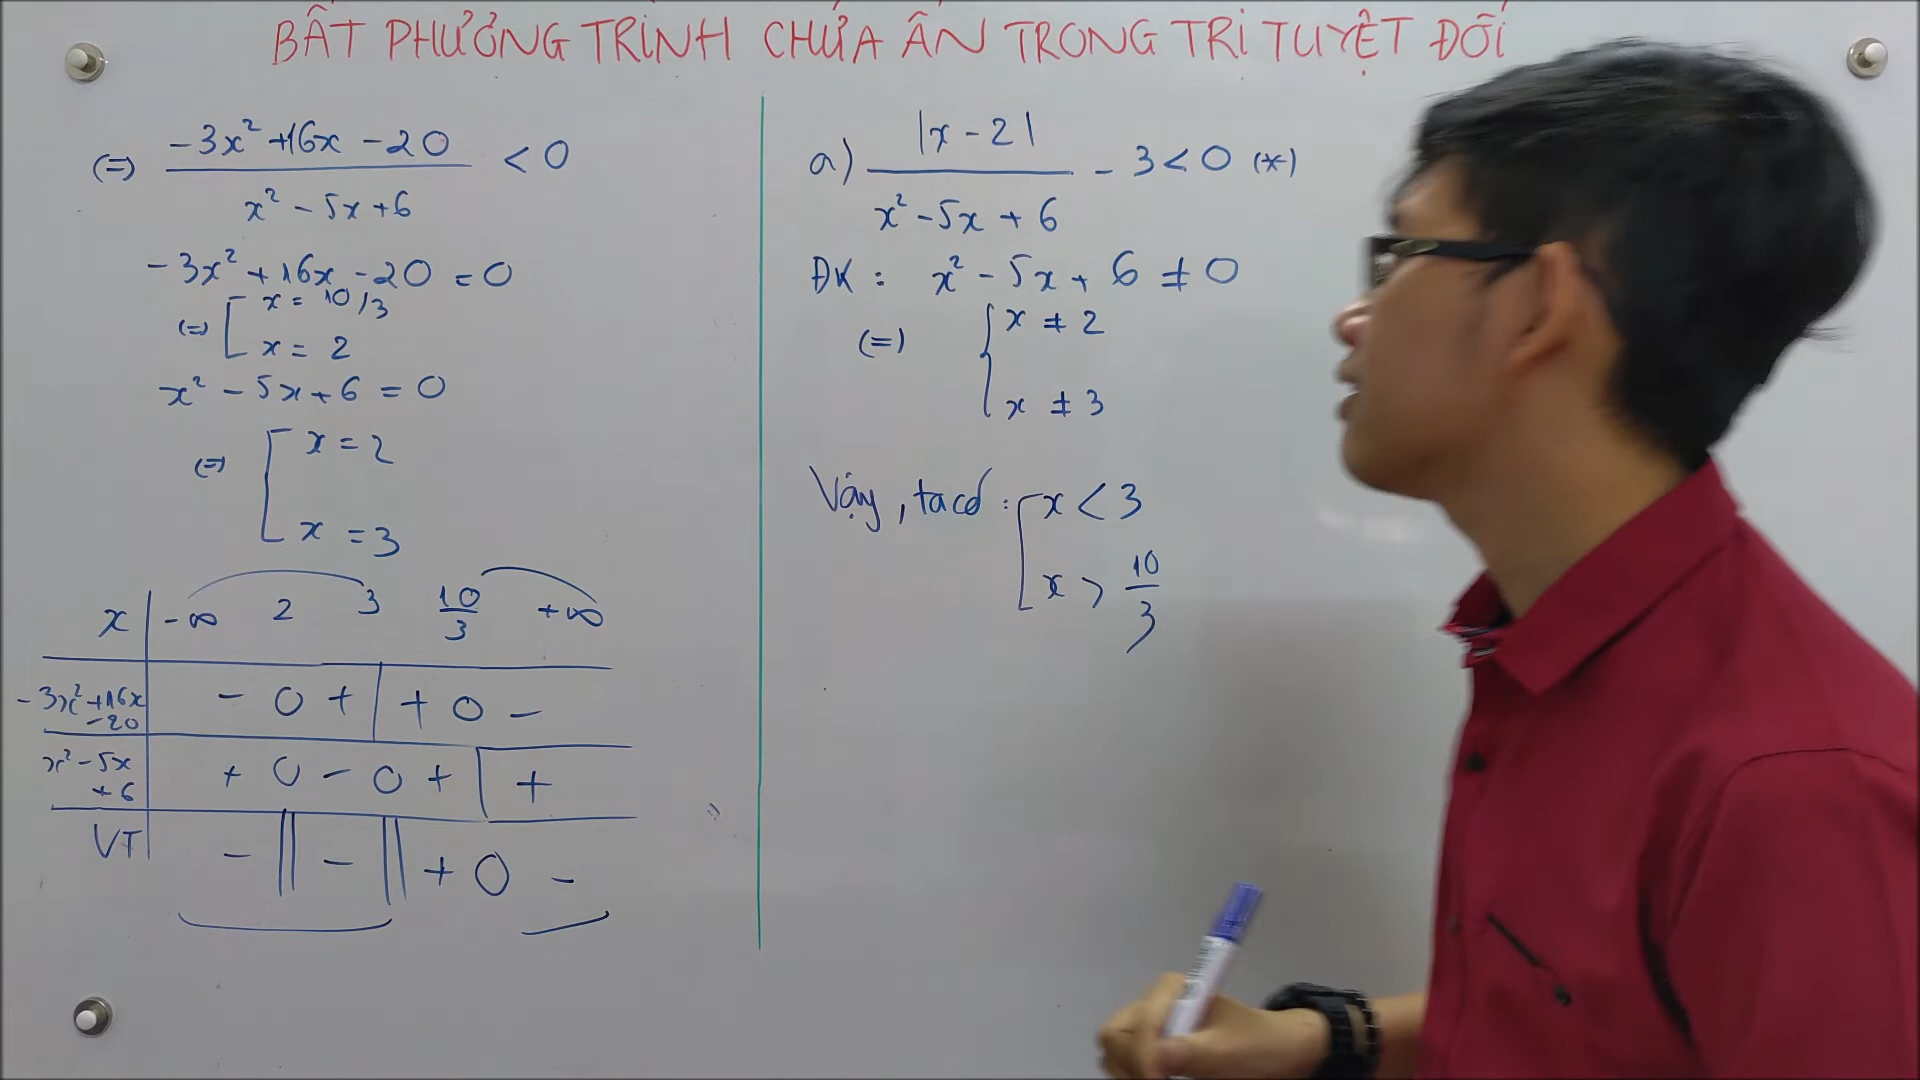 BẤT PHƯƠNG TRÌNH CHỨA ẨN TRONG TRỊ TUYỆT ĐỐI
(=) (-3x² + 16x - 20) / (x² - 5x + 6) < 0
-3x² + 16x - 20 = 0
(=) [ x = 10/3
x = 2
x² - 5x + 6 = 0
(=) [ x = 2
x = 3
x | -∞ 2 3 10/3 +∞
-3x² + 16x - 20 | - 0 + | + 0 -
x² - 5x + 6 | + 0 - 0 + | +
VT | - || - || + 0 -
a) |x - 2| / (x² - 5x + 6) - 3 < 0 (*)
ĐK : x² - 5x + 6 ≠ 0
(=) { x ≠ 2
x ≠ 3
Vậy, ta có : [ x < 3
x > 10/3